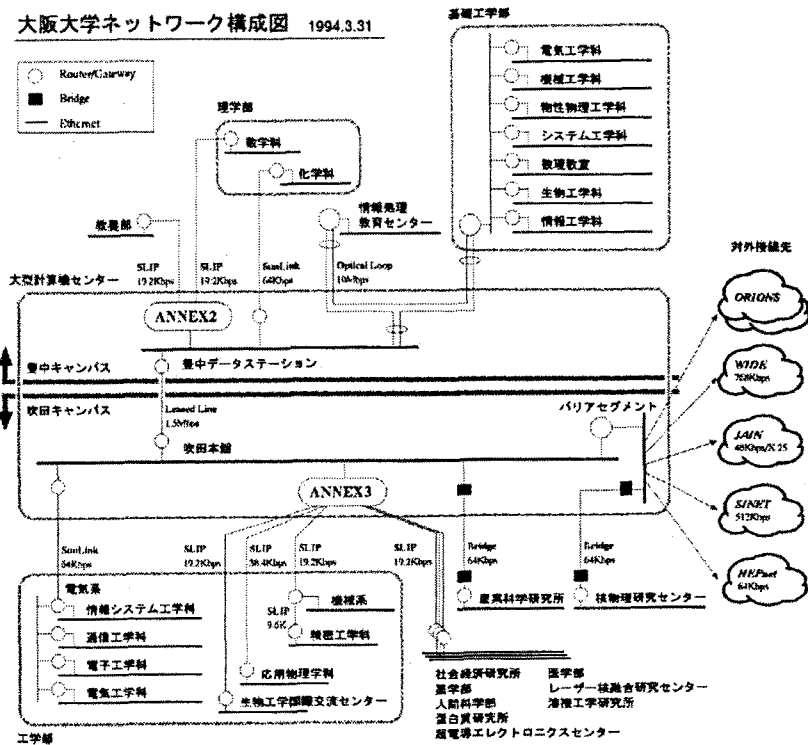 大阪大学ネットワーク構成図 1994.3.31
Router/Gateway
Bridge
Ethernet
基礎工学部
電気工学科
機械工学科
物性物理工学科
システム工学科
数理教室
生物工学科
情報工学科
理学部
数学科
化学科
教養部
情報処理
教育センター
SLIP
19.2Kbps
SLIP
19.2Kbps
SunLink
64Kbps
Optical Loop
10Mbps
対外接続先
大型計算機センター
ANNEX2
豊中データステーション
豊中キャンパス
吹田キャンパス
Leased Line
1.5Mbps
吹田本館
バリアセグメント
ORIONS
WIDE
768Kbps
JAIN
48Kbps/X.25
SINET
512Kbps
HEPnet
64Kbps
ANNEX3
SunLink
64Kbps
SLIP
19.2Kbps
SLIP
38.4Kbps
SLIP
19.2Kbps
SLIP
19.2Kbps
Bridge
64Kbps
Bridge
64Kbps
電気系
情報システム工学科
通信工学科
電子工学科
電気工学科
SLIP
9.6K
機械系
精密工学科
応用物理学科
生物工学国際交流センター
工学部
産業科学研究所
核物理研究センター
社会経済研究所
薬学部
人間科学部
蛋白質研究所
超電導エレクトロニクスセンター
医学部
レーザー核融合研究センター
溶接工学研究所